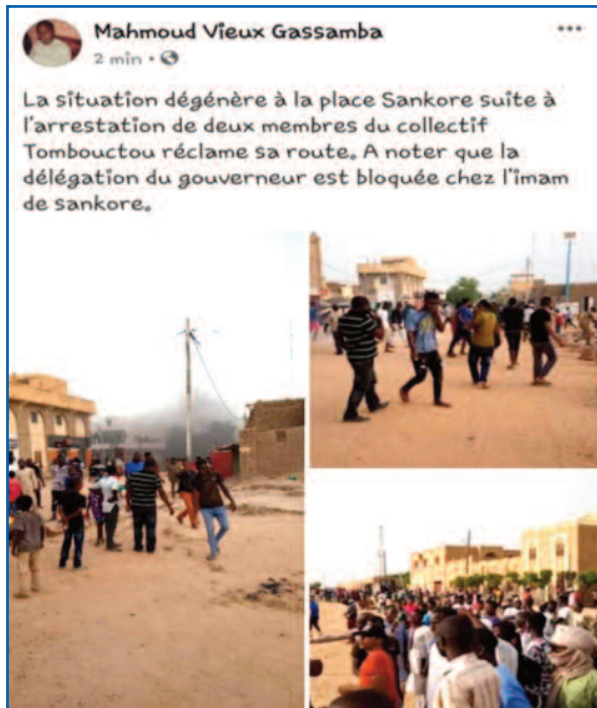 Mahmoud Vieux Gassamba
2 min •
La situation dégénère à la place Sankore suite à
l'arrestation de deux membres du collectif
Tombouctou réclame sa route. A noter que la
délégation du gouverneur est bloquée chez l'imam
de sankore.